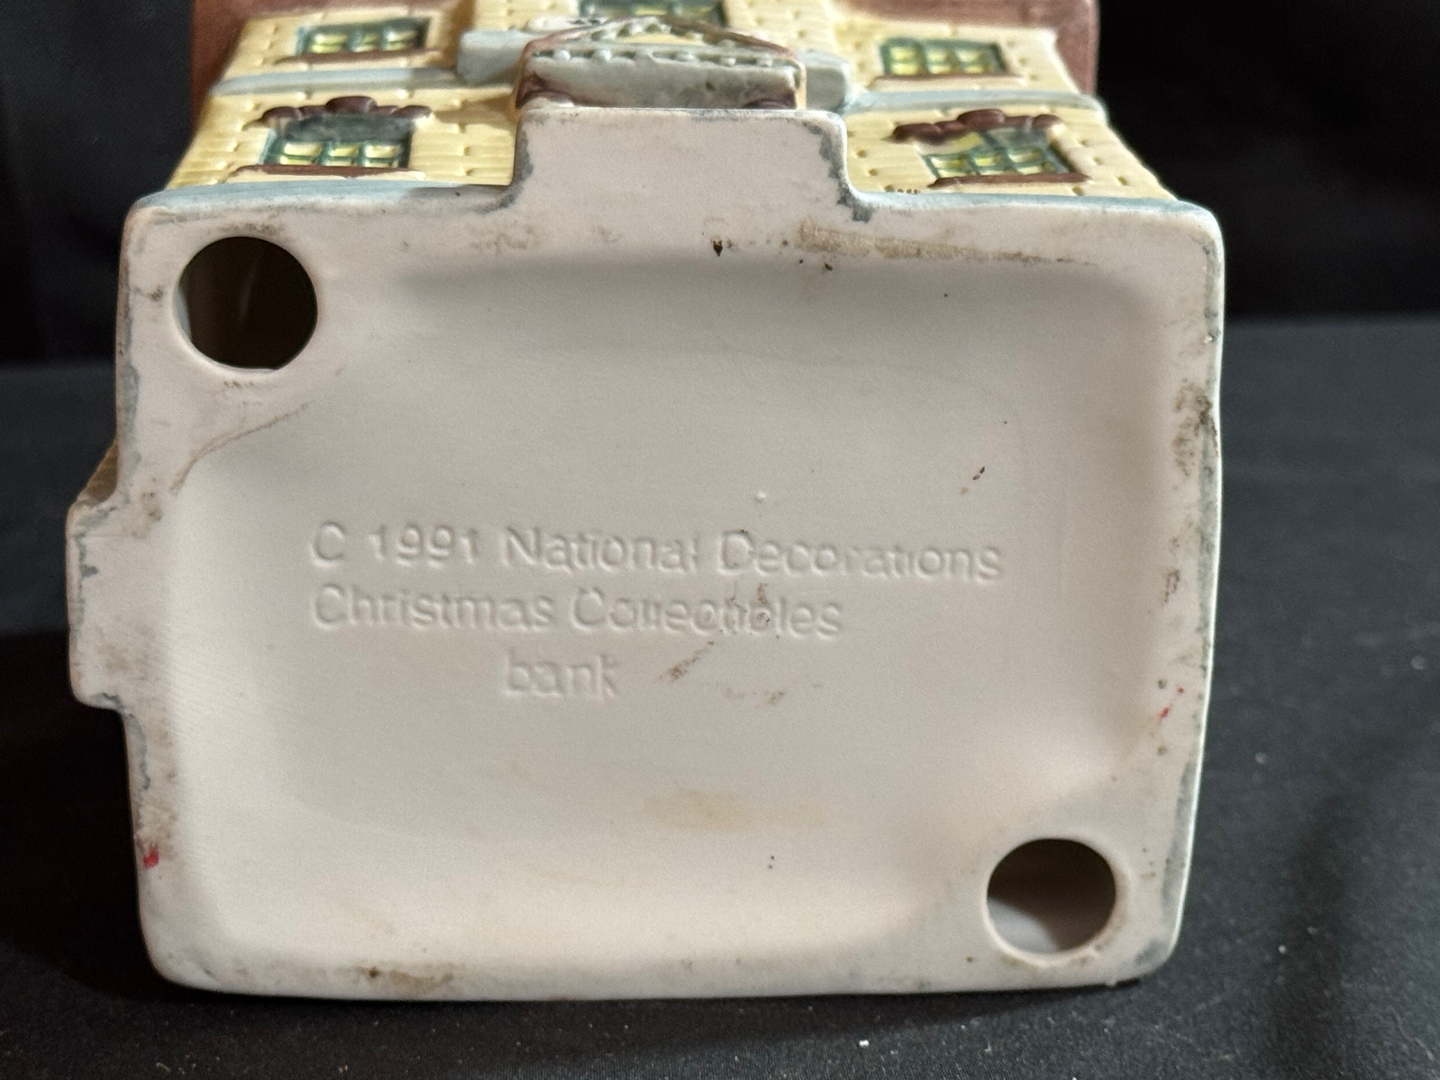 C 1991 National Decorations
Christmas Collectibles
bank